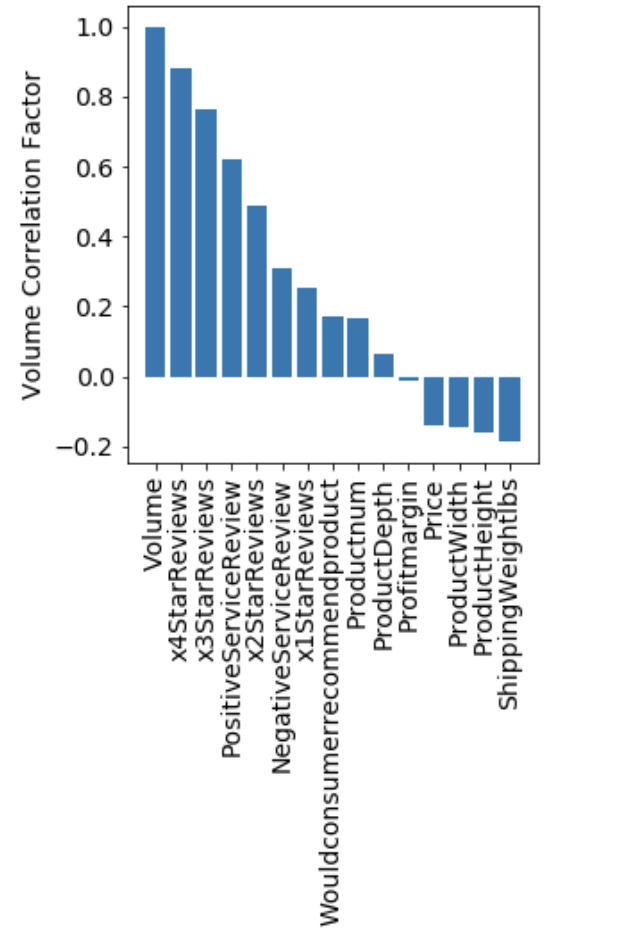 Volume Correlation Factor
1.0
0.8
0.6
0.4
0.2
0.0
−0.2
Volume
x4StarReviews
x3StarReviews
PositiveServiceReview
x2StarReviews
NegativeServiceReview
x1StarReviews
Wouldconsumerrecommendproduct
Productnum
ProductDepth
Profitmargin
Price
ProductWidth
ProductHeight
ShippingWeightlbs